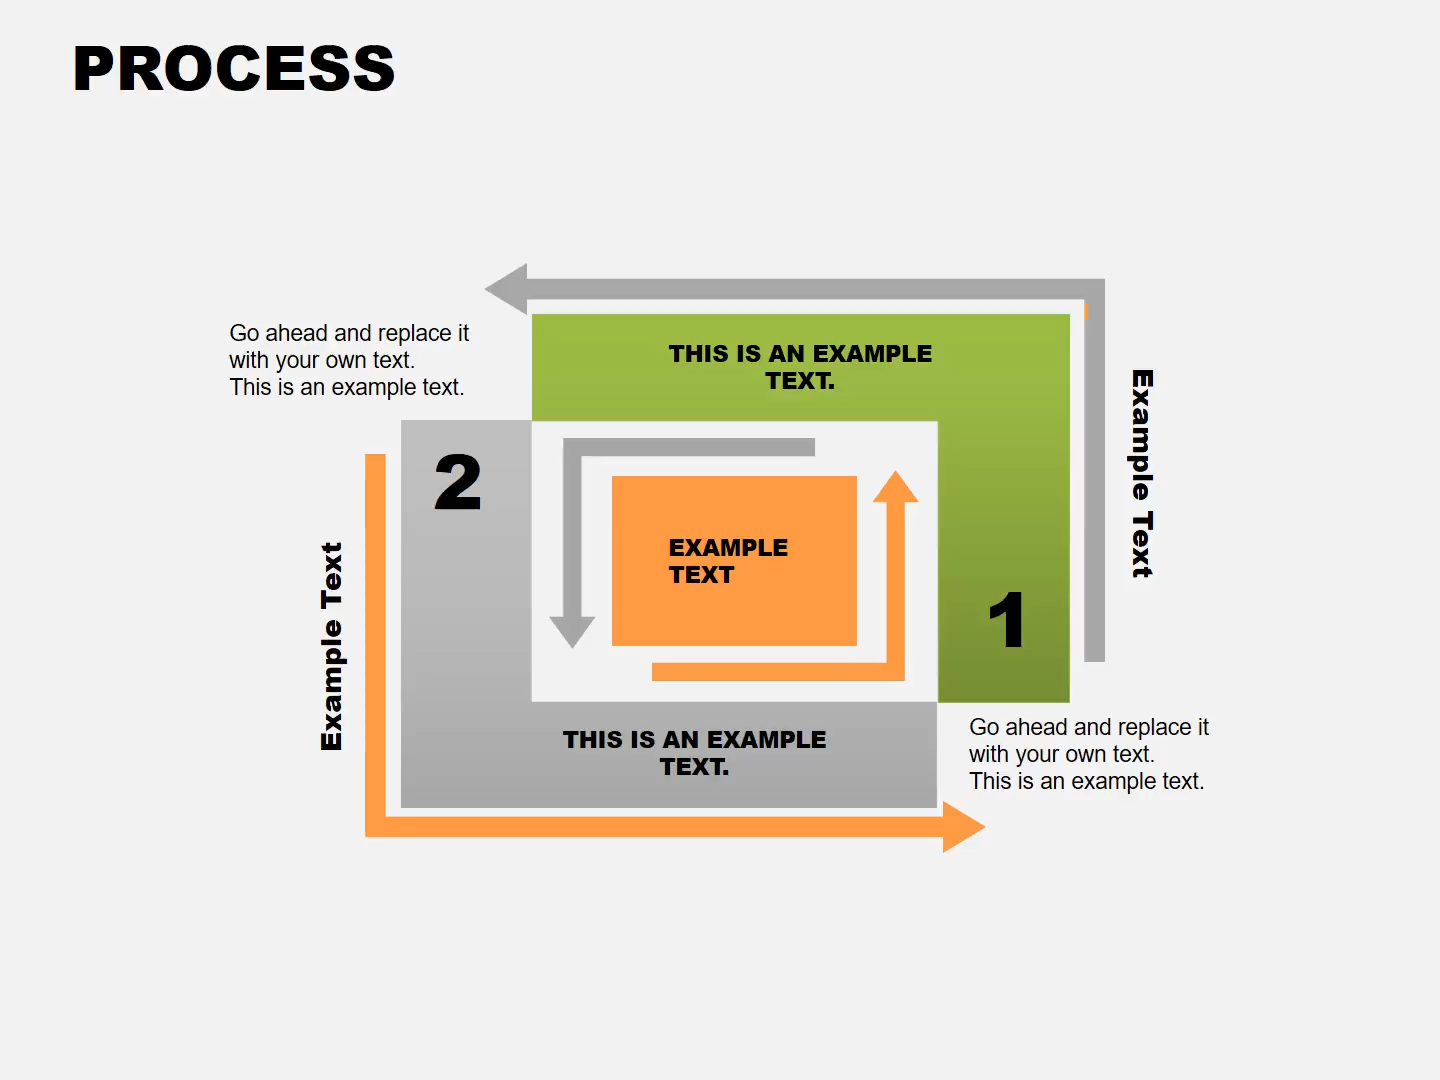 PROCESS
Go ahead and replace it
with your own text.
This is an example text.
THIS IS AN EXAMPLE
TEXT.
Example Text
2
EXAMPLE
TEXT
1
Example Text
THIS IS AN EXAMPLE
TEXT.
Go ahead and replace it
with your own text.
This is an example text.